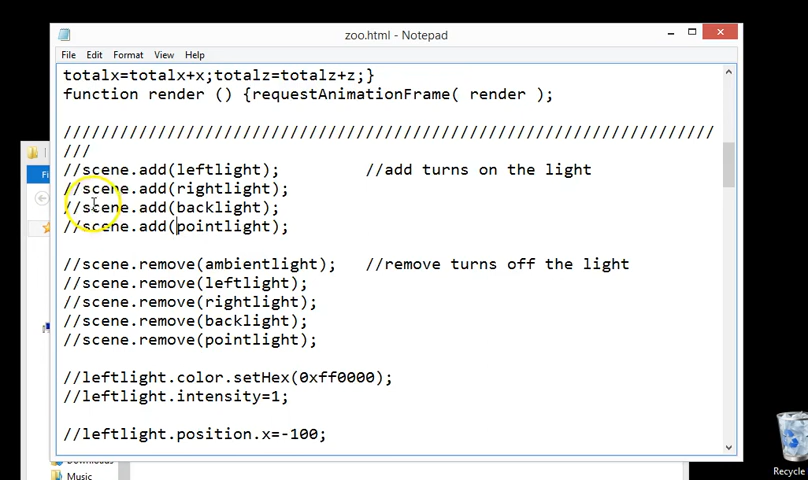 zoo.html - Notepad
File Edit Format View Help
totalx=totalx+x;totalz=totalz+z;}
function render () {requestAnimationFrame( render );
/////////////////////////////////////////////////////////////////////
///
//scene.add(leftlight); //add turns on the light
//scene.add(rightlight);
//scene.add(backlight);
//scene.add(pointlight);
//scene.remove(ambientlight); //remove turns off the light
//scene.remove(leftlight);
//scene.remove(rightlight);
//scene.remove(backlight);
//scene.remove(pointlight);
//leftlight.color.setHex(0xff0000);
//leftlight.intensity=1;
//leftlight.position.x=-100;
Music
Recycle